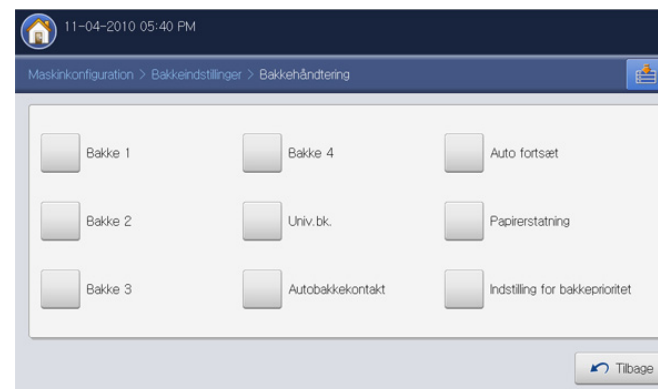 11-04-2010 05:40 PM
Maskinkonfiguration > Bakkeindstillinger > Bakkehåndtering
Bakke 1 Bakke 4 Auto fortsæt
Bakke 2 Univ.bk. Papirerstatning
Bakke 3 Autobakkekontakt Indstilling for bakkeprioritet
Tilbage